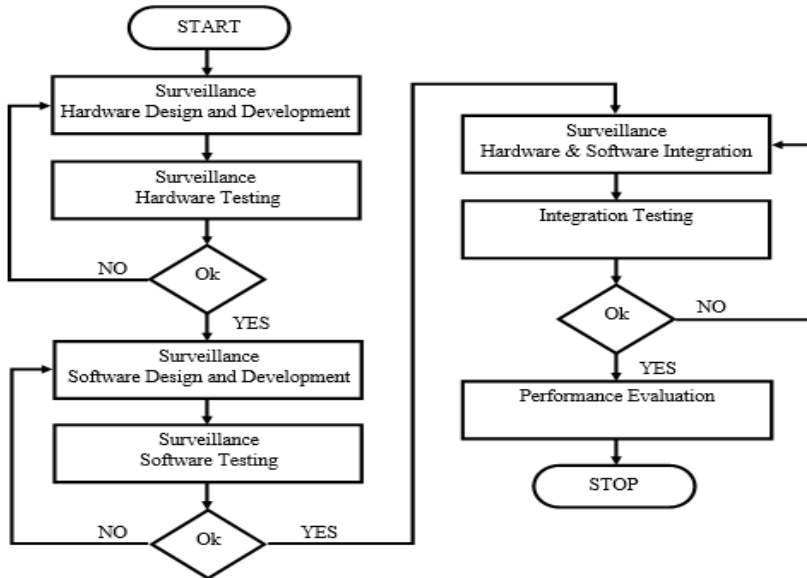 START
Surveillance
Hardware Design and Development
Surveillance
Hardware Testing
NO
Ok
YES
Surveillance
Software Design and Development
Surveillance
Software Testing
NO
Ok
YES
Surveillance
Hardware & Software Integration
Integration Testing
Ok
NO
YES
Performance Evaluation
STOP